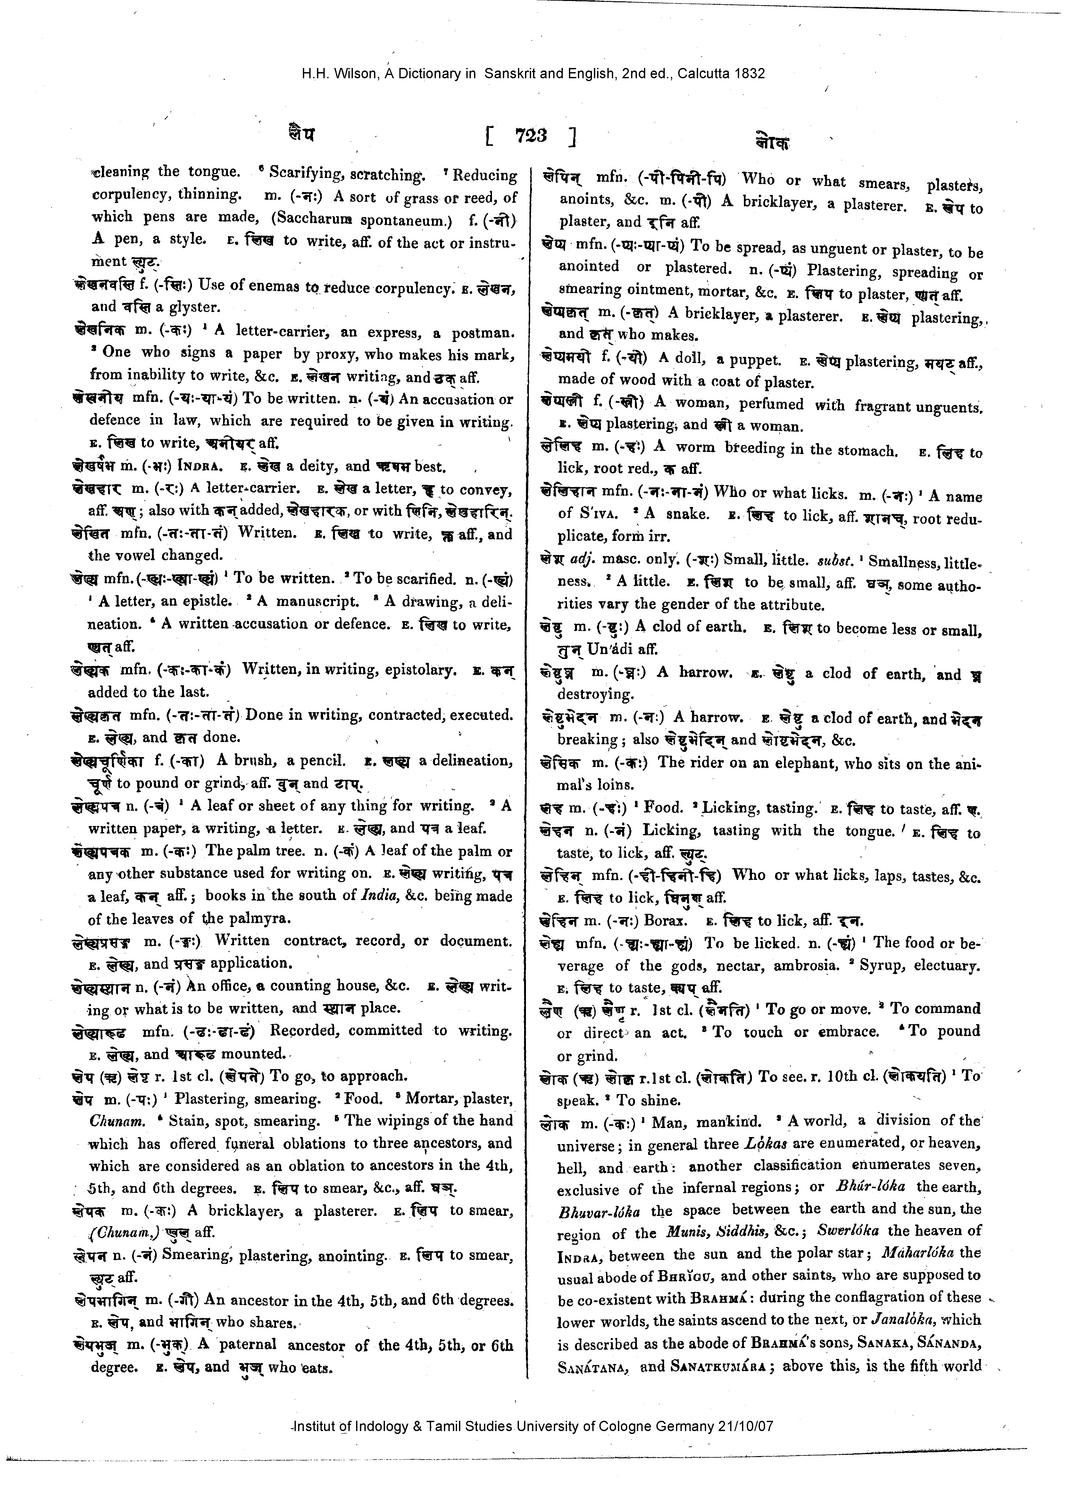 H.H. Wilson, A Dictionary in Sanskrit and English, 2nd ed., Calcutta 1832
लैप
[ 723 ]
लोक
cleaning the tongue. ⁶ Scarifying, scratching. ⁷ Reducing
corpulency, thinning. m. (-नः) A sort of grass or reed, of
which pens are made, (Saccharum spontaneum.) f. (-नी)
A pen, a style. E. लिख to write, aff. of the act or instru-
ment ल्युट्.
लेखनवस्ति f. (-स्तिः) Use of enemas to reduce corpulency. E. लेखन,
and वस्ति a glyster.
लेखनिक m. (-कः) ¹ A letter-carrier, an express, a postman.
² One who signs a paper by proxy, who makes his mark,
from inability to write, &c. E. लेखन writing, and ठक् aff.
लेखनीय mfn. (-यः-या-यं) To be written. n. (-यं) An accusation or
defence in law, which are required to be given in writing.
E. लिख to write, अनीयर् aff.
लेखर्षभ m. (-भः) INDRA. E. लेख a deity, and ऋषभ best.
लेखहार m. (-रः) A letter-carrier. E. लेख a letter, हृ to convey,
aff. अण्; also with कन् added, लेखहारक, or with णिनि, लेखहारिन्.
लेखित mfn. (-तः-ता-तं) Written. E. लिख to write, क्त aff., and
the vowel changed.
लेख्य mfn. (-ख्यः-ख्या-ख्यं) ¹ To be written. ² To be scarified. n. (-ख्यं)
¹ A letter, an epistle. ² A manuscript. ³ A drawing, a deli-
neation. ⁴ A written accusation or defence. E. लिख to write,
ण्यत् aff.
लेख्यक mfn. (-कः-का-कं) Written, in writing, epistolary. E. कन्
added to the last.
लेख्यकृत mfn. (-तः-ता-तं) Done in writing, contracted, executed.
E. लेख्य, and कृत done.
लेख्यचूर्णिका f. (-का) A brush, a pencil. E. लेख्य a delineation,
चूर्ण to pound or grind, aff. वुन् and टाप्.
लेख्यपत्र n. (-त्रं) ¹ A leaf or sheet of any thing for writing. ² A
written paper, a writing, a letter. E. लेख्य, and पत्र a leaf.
लेख्यपत्रक m. (-कः) The palm tree. n. (-कं) A leaf of the palm or
any other substance used for writing on. E. लेख्य writing, पत्र
a leaf, कन् aff.; books in the south of India, &c. being made
of the leaves of the palmyra.
लेख्यप्रसङ्ग m. (-ङ्गः) Written contract, record, or document.
E. लेख्य, and प्रसङ्ग application.
लेख्यस्थान n. (-नं) An office, a counting house, &c. E. लेख्य writ-
ing or what is to be written, and स्थान place.
लेख्यारूढ mfn. (-ढः-ढा-ढं) Recorded, committed to writing.
E. लेख्य, and आरूढ mounted.
लेप (ऋ) लेपृ r. 1st cl. (लेपते) To go, to approach.
लेप m. (-पः) ¹ Plastering, smearing. ² Food. ³ Mortar, plaster,
Chunam. ⁴ Stain, spot, smearing. ⁵ The wipings of the hand
which has offered funeral oblations to three ancestors, and
which are considered as an oblation to ancestors in the 4th,
5th, and 6th degrees. E. लिप to smear, &c., aff. घञ्.
लेपक m. (-कः) A bricklayer, a plasterer. E. लिप to smear,
(Chunam,) ण्वुल् aff.
लेपन n. (-नं) Smearing, plastering, anointing. E. लिप to smear,
ल्युट् aff.
लेपभागिन् m. (-गी) An ancestor in the 4th, 5th, and 6th degrees.
E. लेप, and भागिन् who shares.
लेपभुज् m. (-भुक्) A paternal ancestor of the 4th, 5th, or 6th
degree. E. लेप, and भुज् who eats.
लेपिन् mfn. (-पी-पिनी-पि) Who or what smears, plasters,
anoints, &c. m. (-पी) A bricklayer, a plasterer. E. लेप to
plaster, and इनि aff.
लेप्य mfn. (-प्यः-प्या-प्यं) To be spread, as unguent or plaster, to be
anointed or plastered. n. (-प्यं) Plastering, spreading or
smearing ointment, mortar, &c. E. लिप to plaster, ण्यत् aff.
लेप्यकृत् m. (-कृत्) A bricklayer, a plasterer. E. लेप्य plastering,
and कृत् who makes.
लेप्यमयी f. (-यी) A doll, a puppet. E. लेप्य plastering, मयट् aff.,
made of wood with a coat of plaster.
लेप्यस्त्री f. (-स्त्री) A woman, perfumed with fragrant unguents.
E. लेप्य plastering, and स्त्री a woman.
लेलिह m. (-हः) A worm breeding in the stomach. E. लिह to
lick, root red., क aff.
लेलिहान mfn. (-नः-ना-नं) Who or what licks. m. (-नः) ¹ A name
of S'IVA. ² A snake. E. लिह to lick, aff. शानच्, root redu-
plicate, form irr.
लेश adj. masc. only. (-शः) Small, little. subst. ¹ Smallness, little-
ness. ² A little. E. लिश to be small, aff. घञ्, some autho-
rities vary the gender of the attribute.
लेष्टु m. (-ष्टुः) A clod of earth. E. लिश to become less or small,
तुन् Un'ádi aff.
लेष्टुघ्न m. (-घ्नः) A harrow. E. लेष्टु a clod of earth, and घ्न
destroying.
लेष्टुभेदन m. (-नः) A harrow. E. लेष्टु a clod of earth, and भेदन
breaking; also लेष्टुभेदिन् and लोष्टभेदन, &c.
लेसिक m. (-कः) The rider on an elephant, who sits on the ani-
mal's loins.
लेह m. (-हः) ¹ Food. ² Licking, tasting. E. लिह to taste, aff. घ.
लेहन n. (-नं) Licking, tasting with the tongue. E. लिह to
taste, to lick, aff. ल्युट्.
लेहिन् mfn. (-ही-हिनी-हि) Who or what licks, laps, tastes, &c.
E. लिह to lick, घिनुण् aff.
लेहिन m. (-नः) Borax. E. लिह to lick, aff. इन.
लेह्य mfn. (-ह्यः-ह्या-ह्यं) To be licked. n. (-ह्यं) ¹ The food or be-
verage of the gods, nectar, ambrosia. ² Syrup, electuary.
E. लिह to taste, ण्यत् aff.
लैण (ऋ) लैणृ r. 1st cl. (लैणति) ¹ To go or move. ² To command
or direct an act. ³ To touch or embrace. ⁴ To pound
or grind.
लोक (ऋ) लोकृ r. 1st cl. (लोकति) To see. r. 10th cl. (लोकयति) ¹ To
speak. ² To shine.
लोक m. (-कः) ¹ Man, mankind. ² A world, a division of the
universe; in general three Lókas are enumerated, or heaven,
hell, and earth: another classification enumerates seven,
exclusive of the infernal regions; or Bhúr-lóka the earth,
Bhuvar-lóka the space between the earth and the sun, the
region of the Munis, Siddhis, &c.; Swerlóka the heaven of
INDRA, between the sun and the polar star; Maharlóka the
usual abode of BHRĬGU, and other saints, who are supposed to
be co-existent with BRAHMÁ: during the conflagration of these
lower worlds, the saints ascend to the next, or Janalóka, which
is described as the abode of BRAHMÁ's sons, SANAKA, SÁNANDA,
SANÁTANA, and SANATKUMÁRA; above this, is the fifth world
Institut of Indology & Tamil Studies University of Cologne Germany 21/10/07